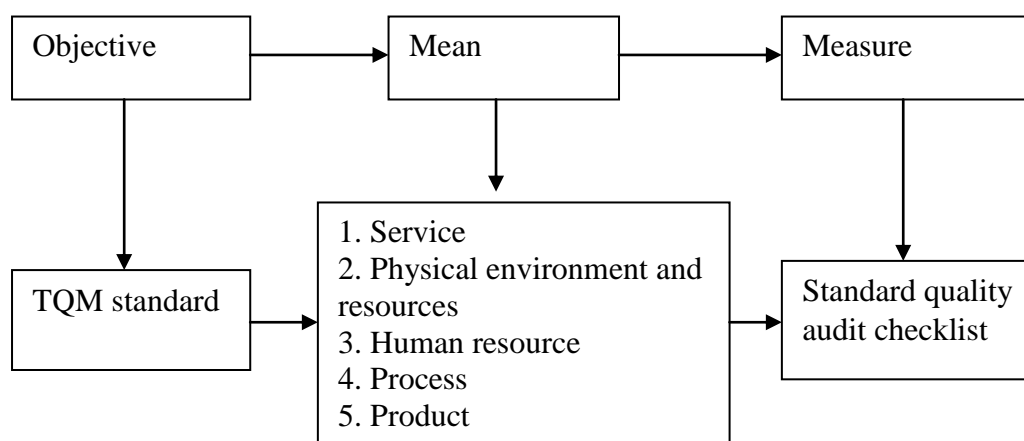 Objective
Mean
Measure
TQM standard
1. Service
2. Physical environment and
resources
3. Human resource
4. Process
5. Product
Standard quality
audit checklist